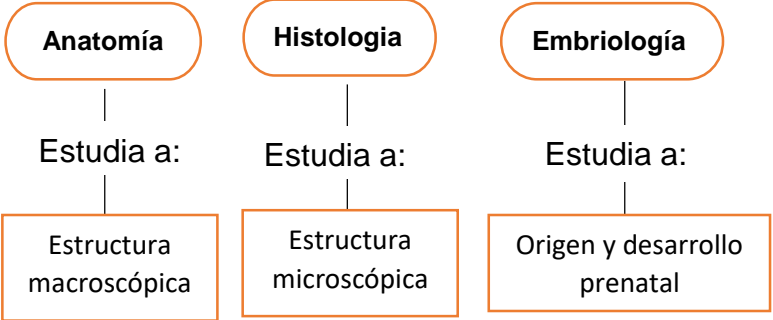 Anatomía
Histologia
Embriología
Estudia a:
Estudia a:
Estudia a:
Estructura
macroscópica
Estructura
microscópica
Origen y desarrollo
prenatal